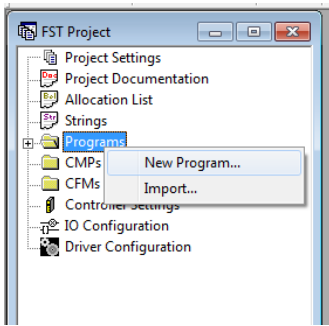 FST Project
Project Settings
Project Documentation
Allocation List
Strings
Programs
CMPs
New Program...
CFMs
Import...
Controller Settings
IO Configuration
Driver Configuration